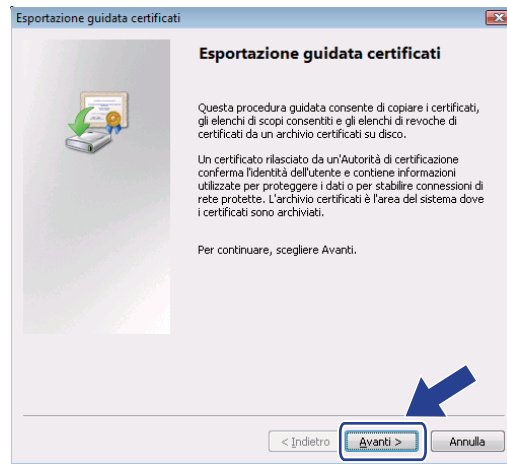 Esportazione guidata certificati
Esportazione guidata certificati
Questa procedura guidata consente di copiare i certificati,
gli elenchi di scopi consentiti e gli elenchi di revoche di
certificati da un archivio certificati su disco.
Un certificato rilasciato da un'Autorità di certificazione
conferma l'identità dell'utente e contiene informazioni
utilizzate per proteggere i dati o per stabilire connessioni di
rete protette. L'archivio certificati è l'area del sistema dove
i certificati sono archiviati.
Per continuare, scegliere Avanti.
< Indietro Avanti > Annulla